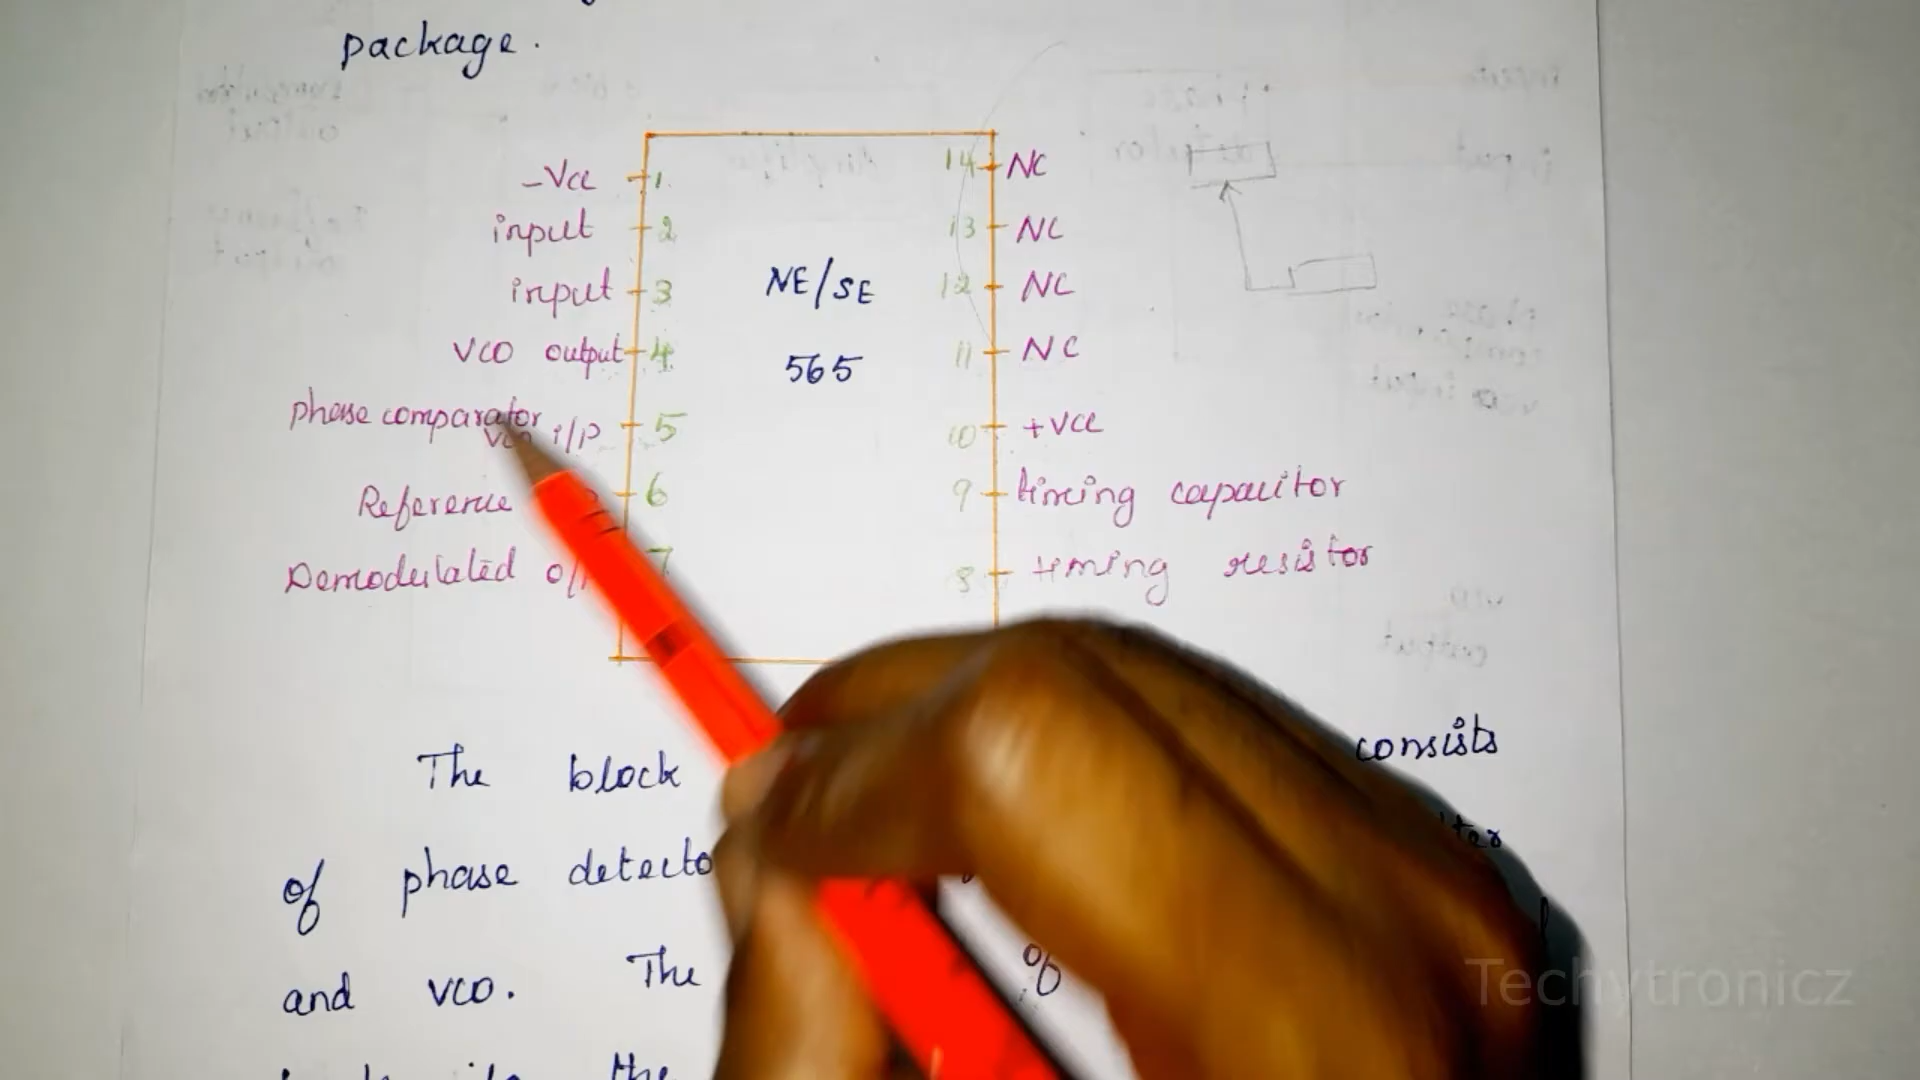 package.
-Vcc 1. 14 NC
input 2 13 NC
input 3 NE/SE 12 NC
VCO output 4 565 11 NC
phase comparator
VCO i/p 5 10 +Vcc
Reference 6 9 timing capacitor
Demodulated o/ 7 8 timing resistor
The block consists
of phase detecto
and VCO. The of
the
Techytronicz